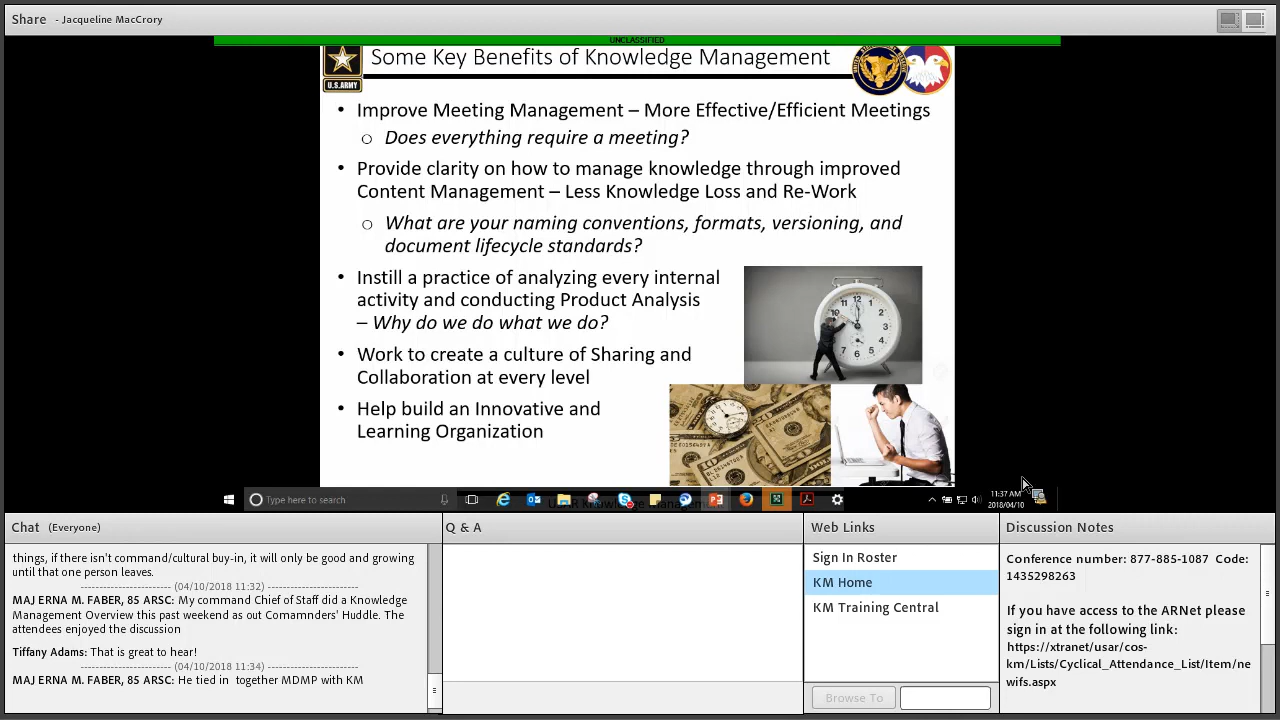 Share - Jacqueline MacCrory
UNCLASSIFIED
Some Key Benefits of Knowledge Management
U.S.ARMY
• Improve Meeting Management – More Effective/Efficient Meetings
o Does everything require a meeting?
• Provide clarity on how to manage knowledge through improved
Content Management – Less Knowledge Loss and Re-Work
o What are your naming conventions, formats, versioning, and
document lifecycle standards?
• Instill a practice of analyzing every internal
activity and conducting Product Analysis
– Why do we do what we do?
• Work to create a culture of Sharing and
Collaboration at every level
• Help build an Innovative and
Learning Organization
Type here to search
11:37 AM
2018/04/10
Chat (Everyone)
things, if there isn't command/cultural buy-in, it will only be good and growing
until that one person leaves.
------------------- (04/10/2018 11:32) -------------------
MAJ ERNA M. FABER, 85 ARSC: My command Chief of Staff did a Knowledge
Management Overview this past weekend as out Comamnders' Huddle. The
attendees enjoyed the discussion
Tiffany Adams: That is great to hear!
------------------- (04/10/2018 11:34) -------------------
MAJ ERNA M. FABER, 85 ARSC: He tied in together MDMP with KM
Q & A
Web Links
Sign In Roster
KM Home
KM Training Central
Browse To
Discussion Notes
Conference number: 877-885-1087 Code:
1435298263
If you have access to the ARNet please
sign in at the following link:
https://xtranet/usar/cos-
km/Lists/Cyclical_Attendance_List/Item/ne
wifs.aspx